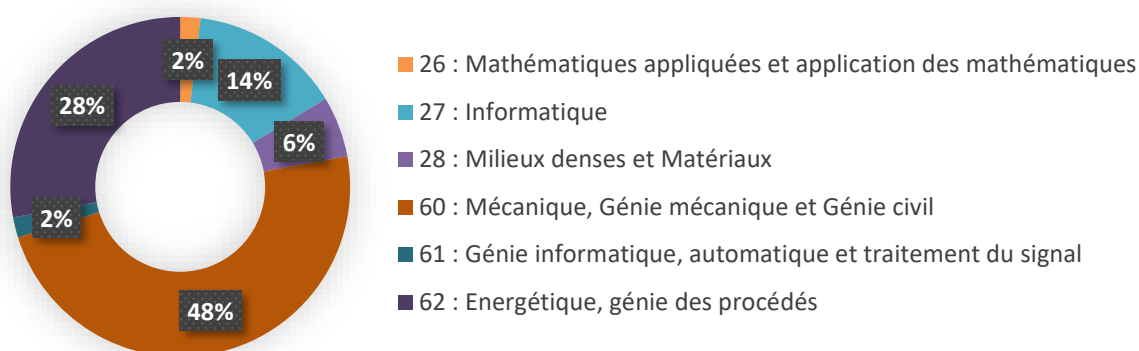 2%
14%
6%
48%
2%
28%
26 : Mathématiques appliquées et application des mathématiques
27 : Informatique
28 : Milieux denses et Matériaux
60 : Mécanique, Génie mécanique et Génie civil
61 : Génie informatique, automatique et traitement du signal
62 : Energétique, génie des procédés